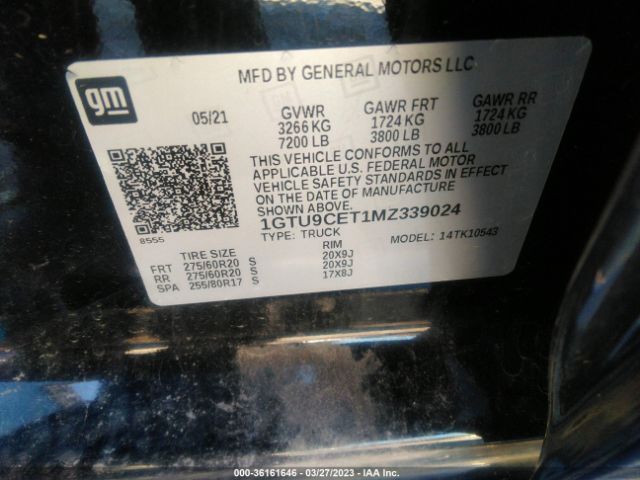 MFD BY GENERAL MOTORS LLC
gm
05/21 GVWR GAWR FRT GAWR RR
3266 KG 1724 KG 1724 KG
7200 LB 3800 LB 3800 LB
THIS VEHICLE CONFORMS TO ALL
APPLICABLE U.S. FEDERAL MOTOR
VEHICLE SAFETY STANDARDS IN EFFECT
ON THE DATE OF MANUFACTURE
SHOWN ABOVE.
8555
1GTU9CET1MZ339024
TYPE: TRUCK MODEL: 14TK10543
TIRE SIZE RIM
FRT 275/60R20 S 20X9J
RR 275/60R20 S 20X9J
SPA 255/80R17 S 17X8J
000-36161646 - 03/27/2023 - IAA Inc.